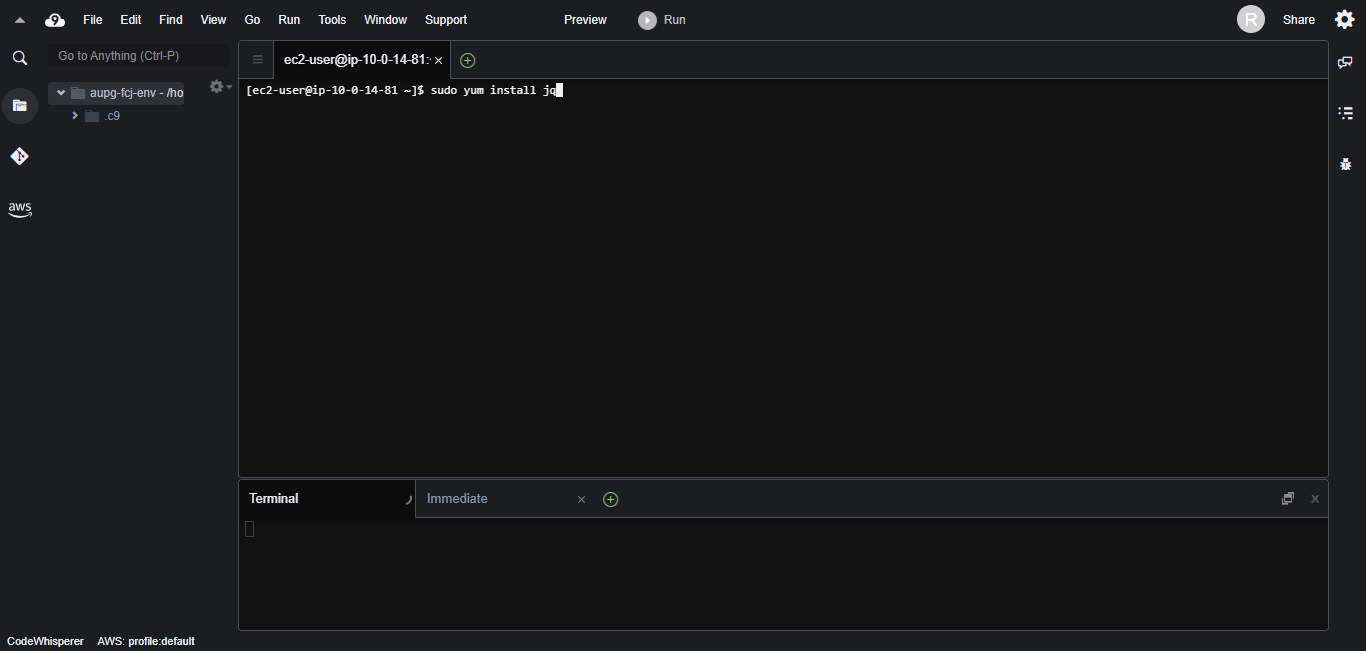 9 File Edit Find View Go Run Tools Window Support Preview Run R Share
Go to Anything (Ctrl-P)
aupg-fcj-env - /ho
.c9
aws
ec2-user@ip-10-0-14-81:
[ec2-user@ip-10-0-14-81 ~]$ sudo yum install jq
Terminal Immediate
CodeWhisperer AWS: profile:default